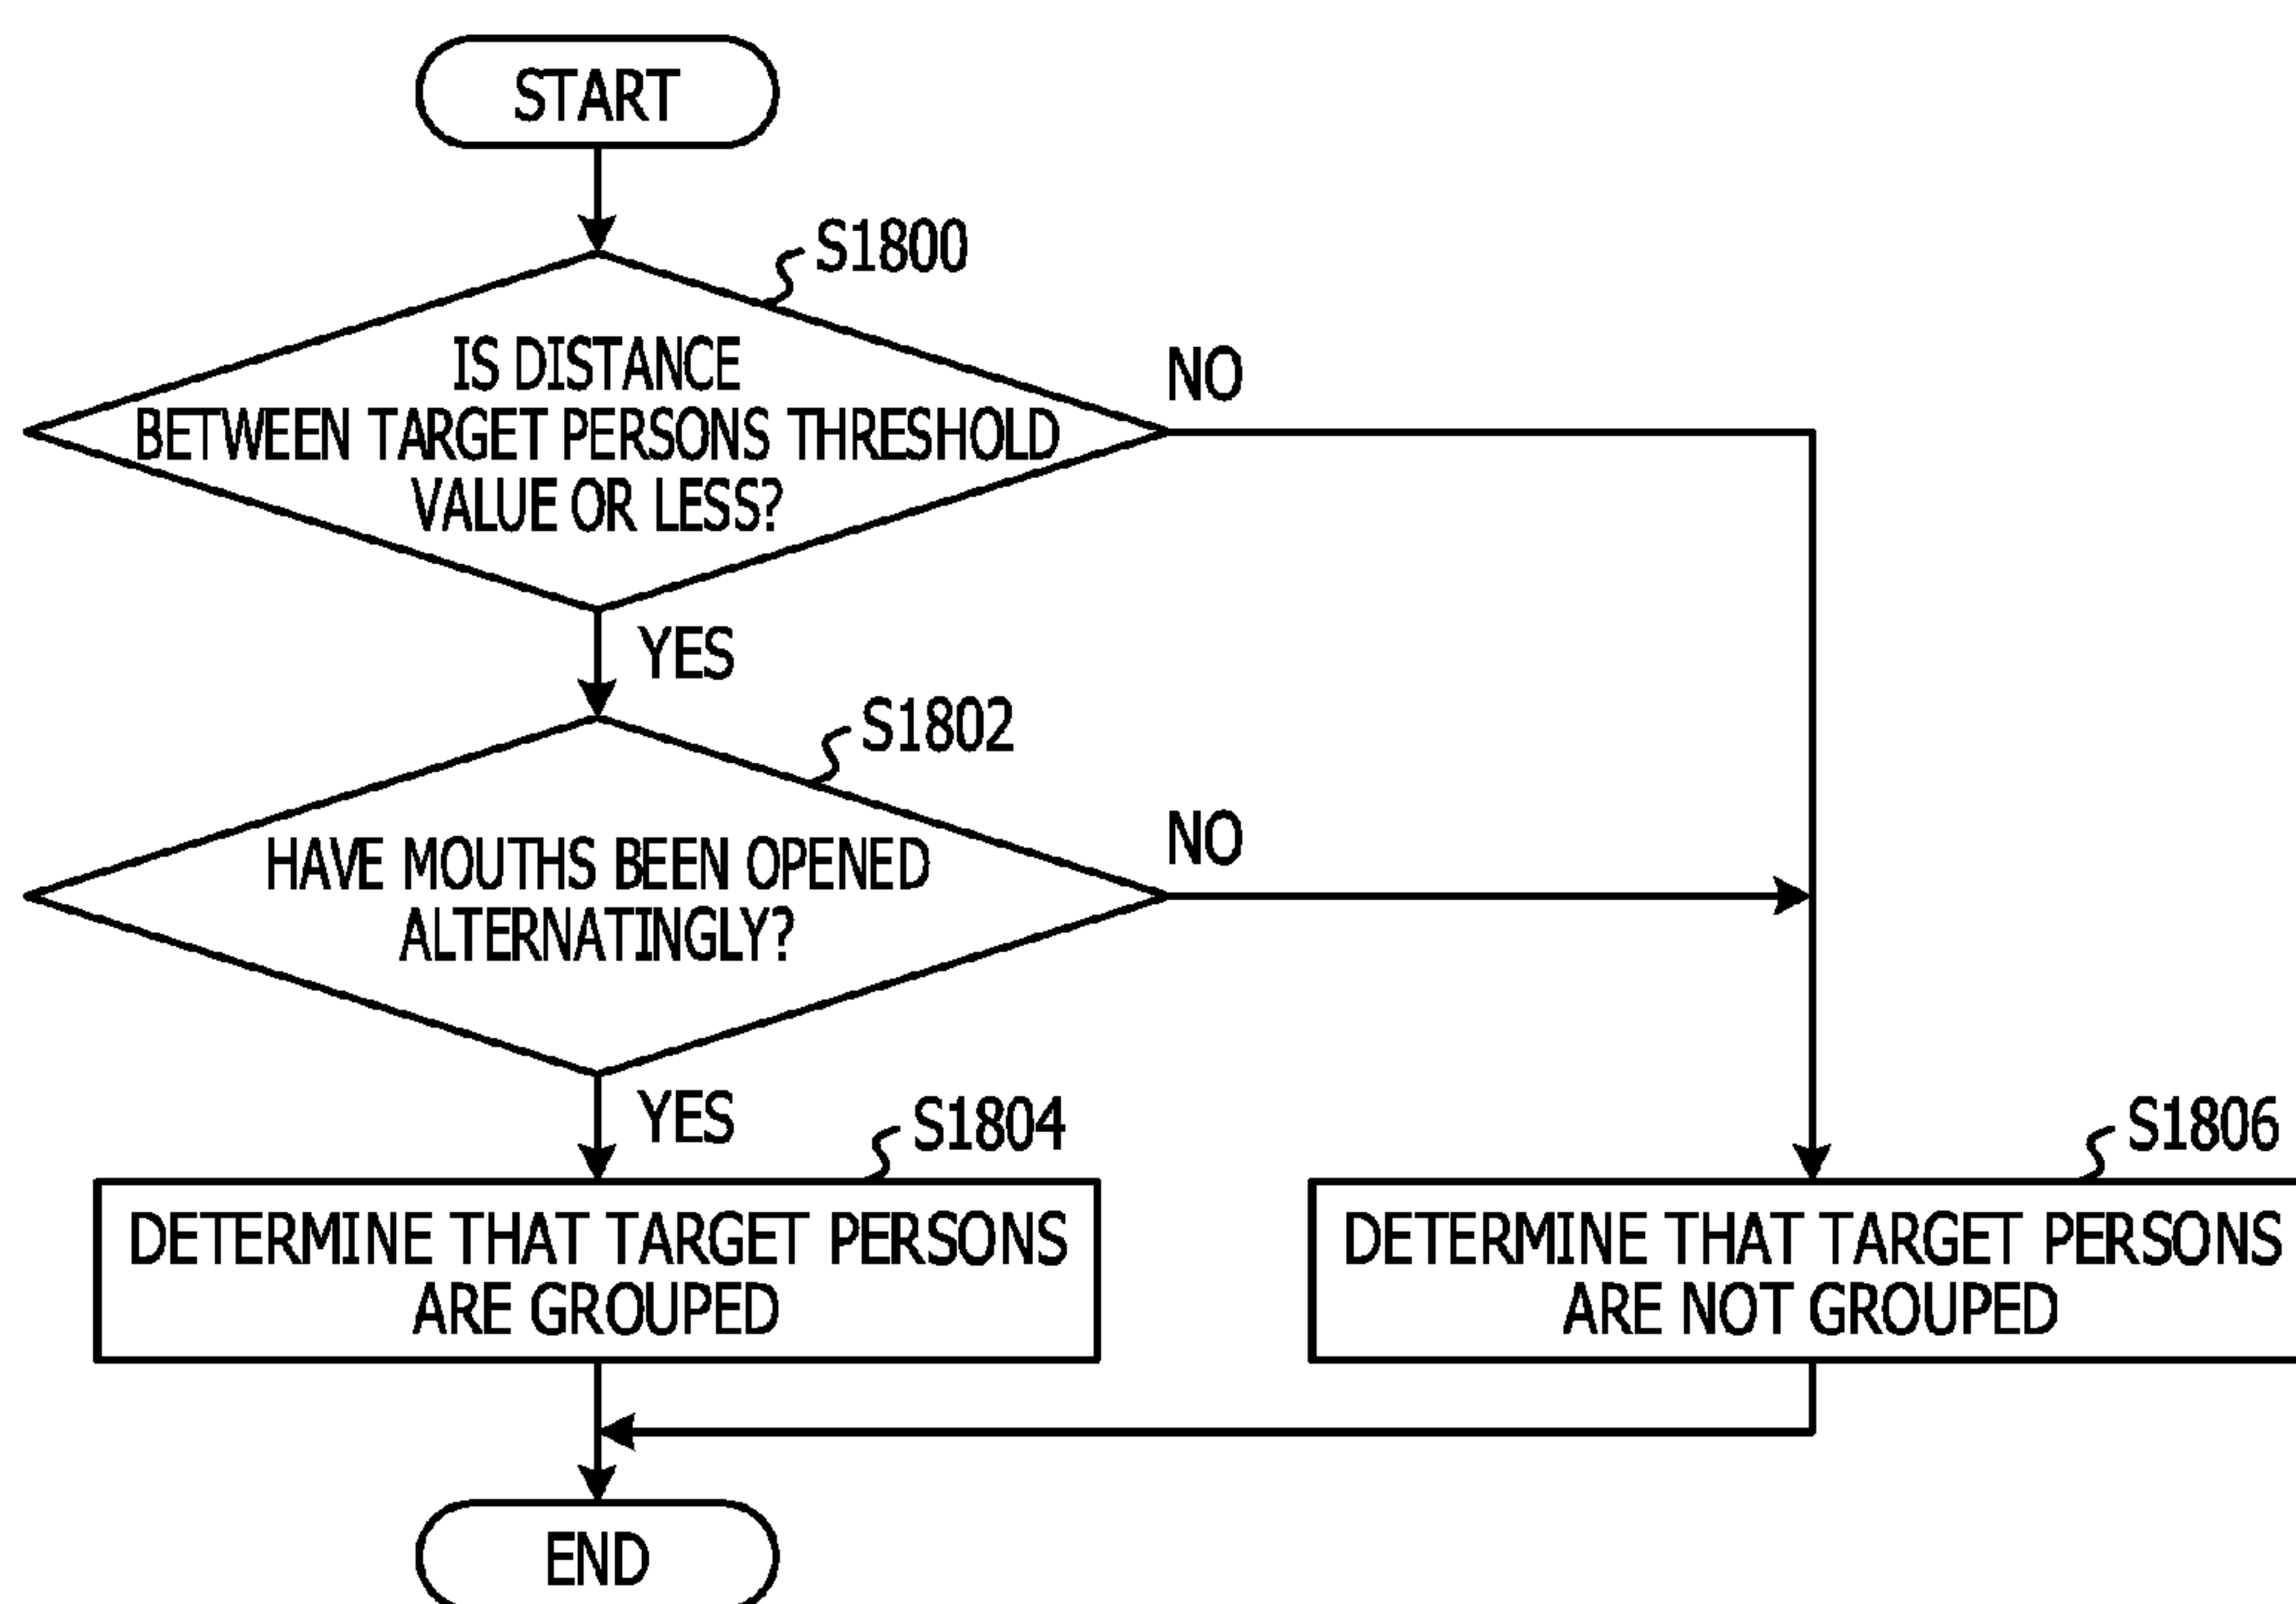 START
S1800
IS DISTANCE
BETWEEN TARGET PERSONS THRESHOLD
VALUE OR LESS?
NO
YES
S1802
HAVE MOUTHS BEEN OPENED
ALTERNATINGLY?
NO
YES
S1804
DETERMINE THAT TARGET PERSONS
ARE GROUPED
S1806
DETERMINE THAT TARGET PERSONS
ARE NOT GROUPED
END